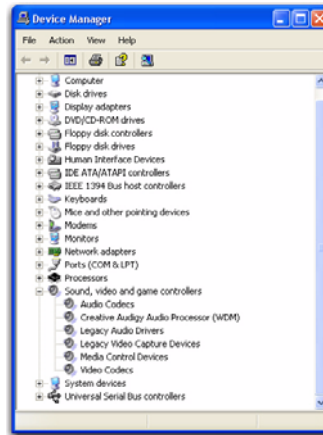 Device Manager
File Action View Help
Computer
Disk drives
Display adapters
DVD/CD-ROM drives
Floppy disk controllers
Floppy disk drives
Human Interface Devices
IDE ATA/ATAPI controllers
IEEE 1394 Bus host controllers
Keyboards
Mice and other pointing devices
Modems
Monitors
Network adapters
Ports (COM & LPT)
Processors
Sound, video and game controllers
Audio Codecs
Creative Audigy Audio Processor (WDM)
Legacy Audio Drivers
Legacy Video Capture Devices
Media Control Devices
Video Codecs
System devices
Universal Serial Bus controllers